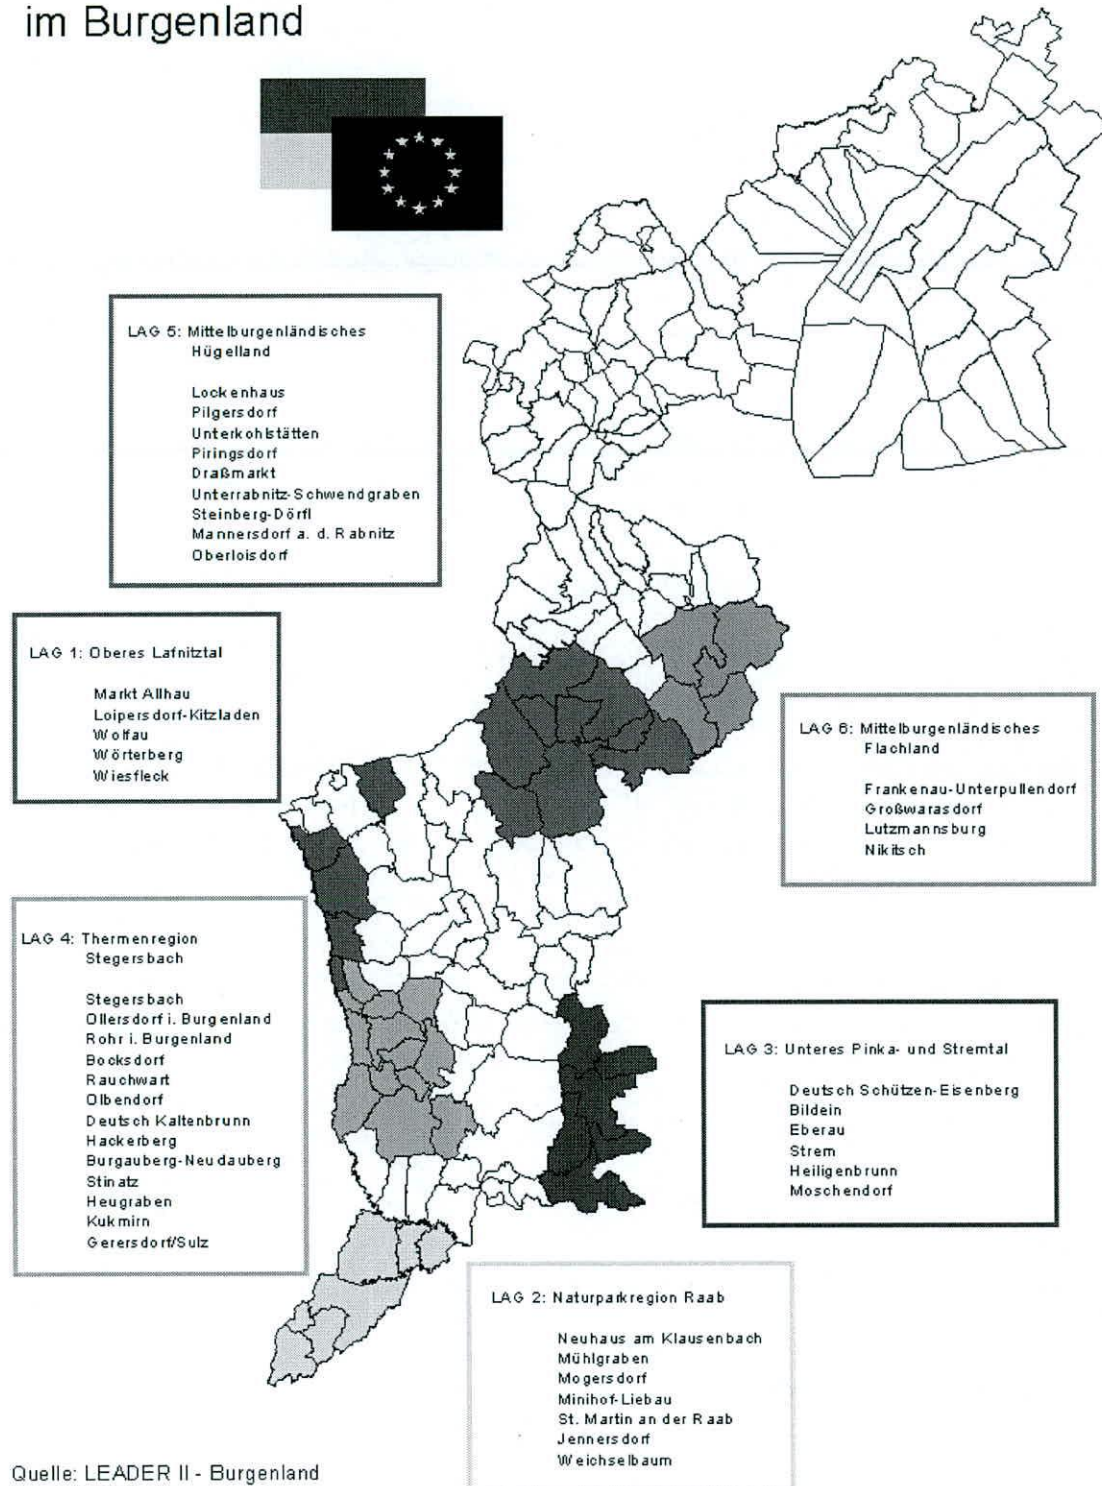 im Burgenland
LAG 5: Mittelburgenländisches
Hügelland
Lockenhaus
Pilgersdorf
Unterkohlstätten
Piringsdorf
Draßmarkt
Unterrabnitz-Schwendgraben
Steinberg-Dörfl
Mannersdorf a. d. Rabnitz
Oberloisdorf
LAG 1: Oberes Lafnitztal
Markt Allhau
Loipersdorf-Kitzladen
Wolfau
Wörterberg
Wiesfleck
LAG 6: Mittelburgenländisches
Flachland
Frankenau-Unterpullendorf
Großwarasdorf
Lutzmannsburg
Nikitsch
LAG 4: Thermenregion
Stegersbach
Stegersbach
Ollersdorf i. Burgenland
Rohr i. Burgenland
Bocksdorf
Rauchwart
Olbendorf
Deutsch Kaltenbrunn
Hackerberg
Burgauberg-Neudauberg
Stinatz
Heugraben
Kukmirn
Gerersdorf/Sulz
LAG 3: Unteres Pinka- und Stremtal
Deutsch Schützen-Eisenberg
Bildein
Eberau
Strem
Heiligenbrunn
Moschendorf
LAG 2: Naturparkregion Raab
Neuhaus am Klausenbach
Mühlgraben
Mogersdorf
Minihof-Liebau
St. Martin an der Raab
Jennersdorf
Weichselbaum
Quelle: LEADER II - Burgenland